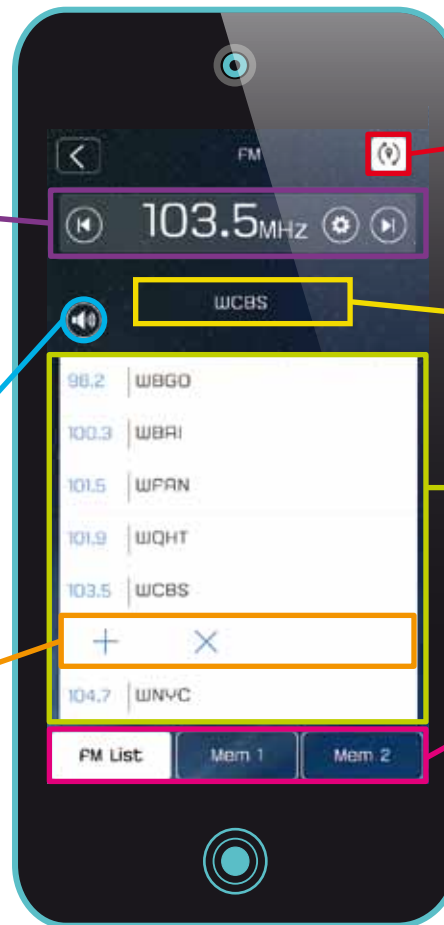 FM
103.5MHz
WCBS
98.2 WBGO
100.3 WBAI
101.5 WFAN
101.9 WQHT
103.5 WCBS
104.7 WNYC
FM List Mem 1 Mem 2